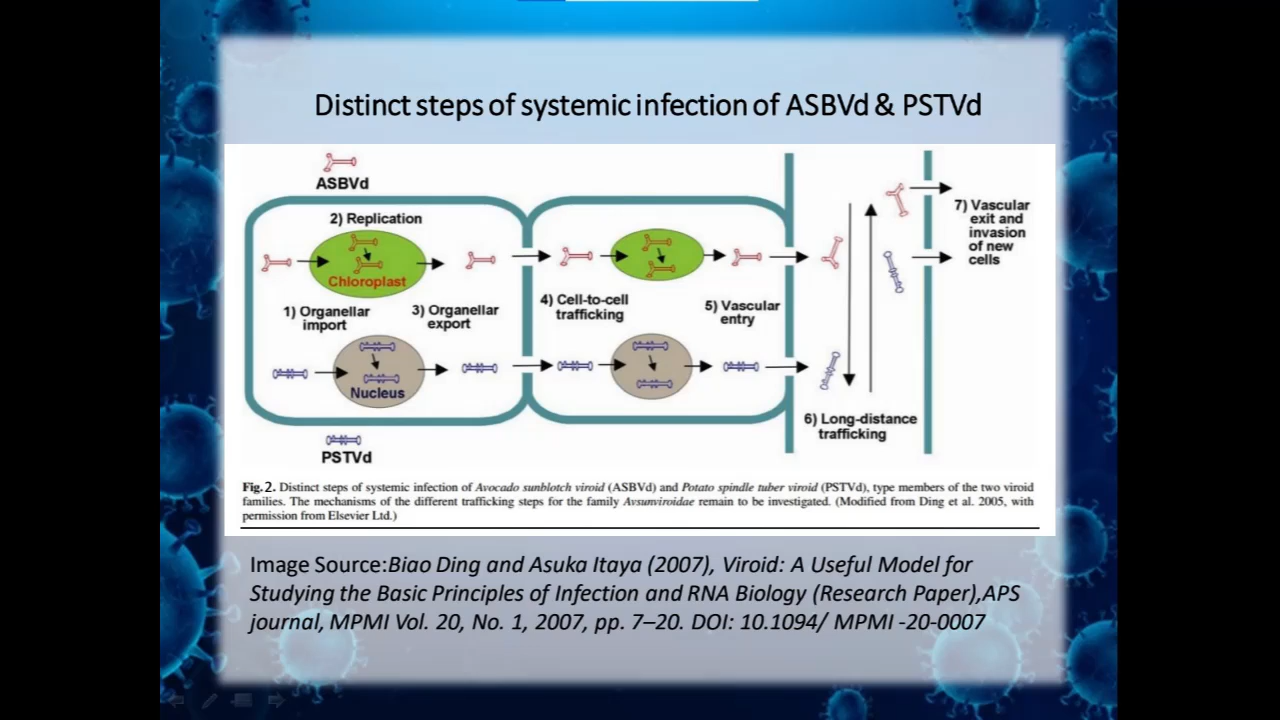 Distinct steps of systemic infection of ASBVd & PSTVd
ASBVd
2) Replication
Chloroplast
1) Organellar
import
3) Organellar
export
4) Cell-to-cell
trafficking
5) Vascular
entry
7) Vascular
exit and
invasion
of new
cells
Nucleus
6) Long-distance
trafficking
PSTVd
Fig.2. Distinct steps of systemic infection of Avocado sunblotch viroid (ASBVd) and Potato spindle tuber viroid (PSTVd), type members of the two viroid
families. The mechanisms of the different trafficking steps for the family Avsunviroidae remain to be investigated. (Modified from Ding et al. 2005, with
permission from Elsevier Ltd.)
Image Source:Biao Ding and Asuka Itaya (2007), Viroid: A Useful Model for
Studying the Basic Principles of Infection and RNA Biology (Research Paper),APS
journal, MPMI Vol. 20, No. 1, 2007, pp. 7–20. DOI: 10.1094/ MPMI -20-0007